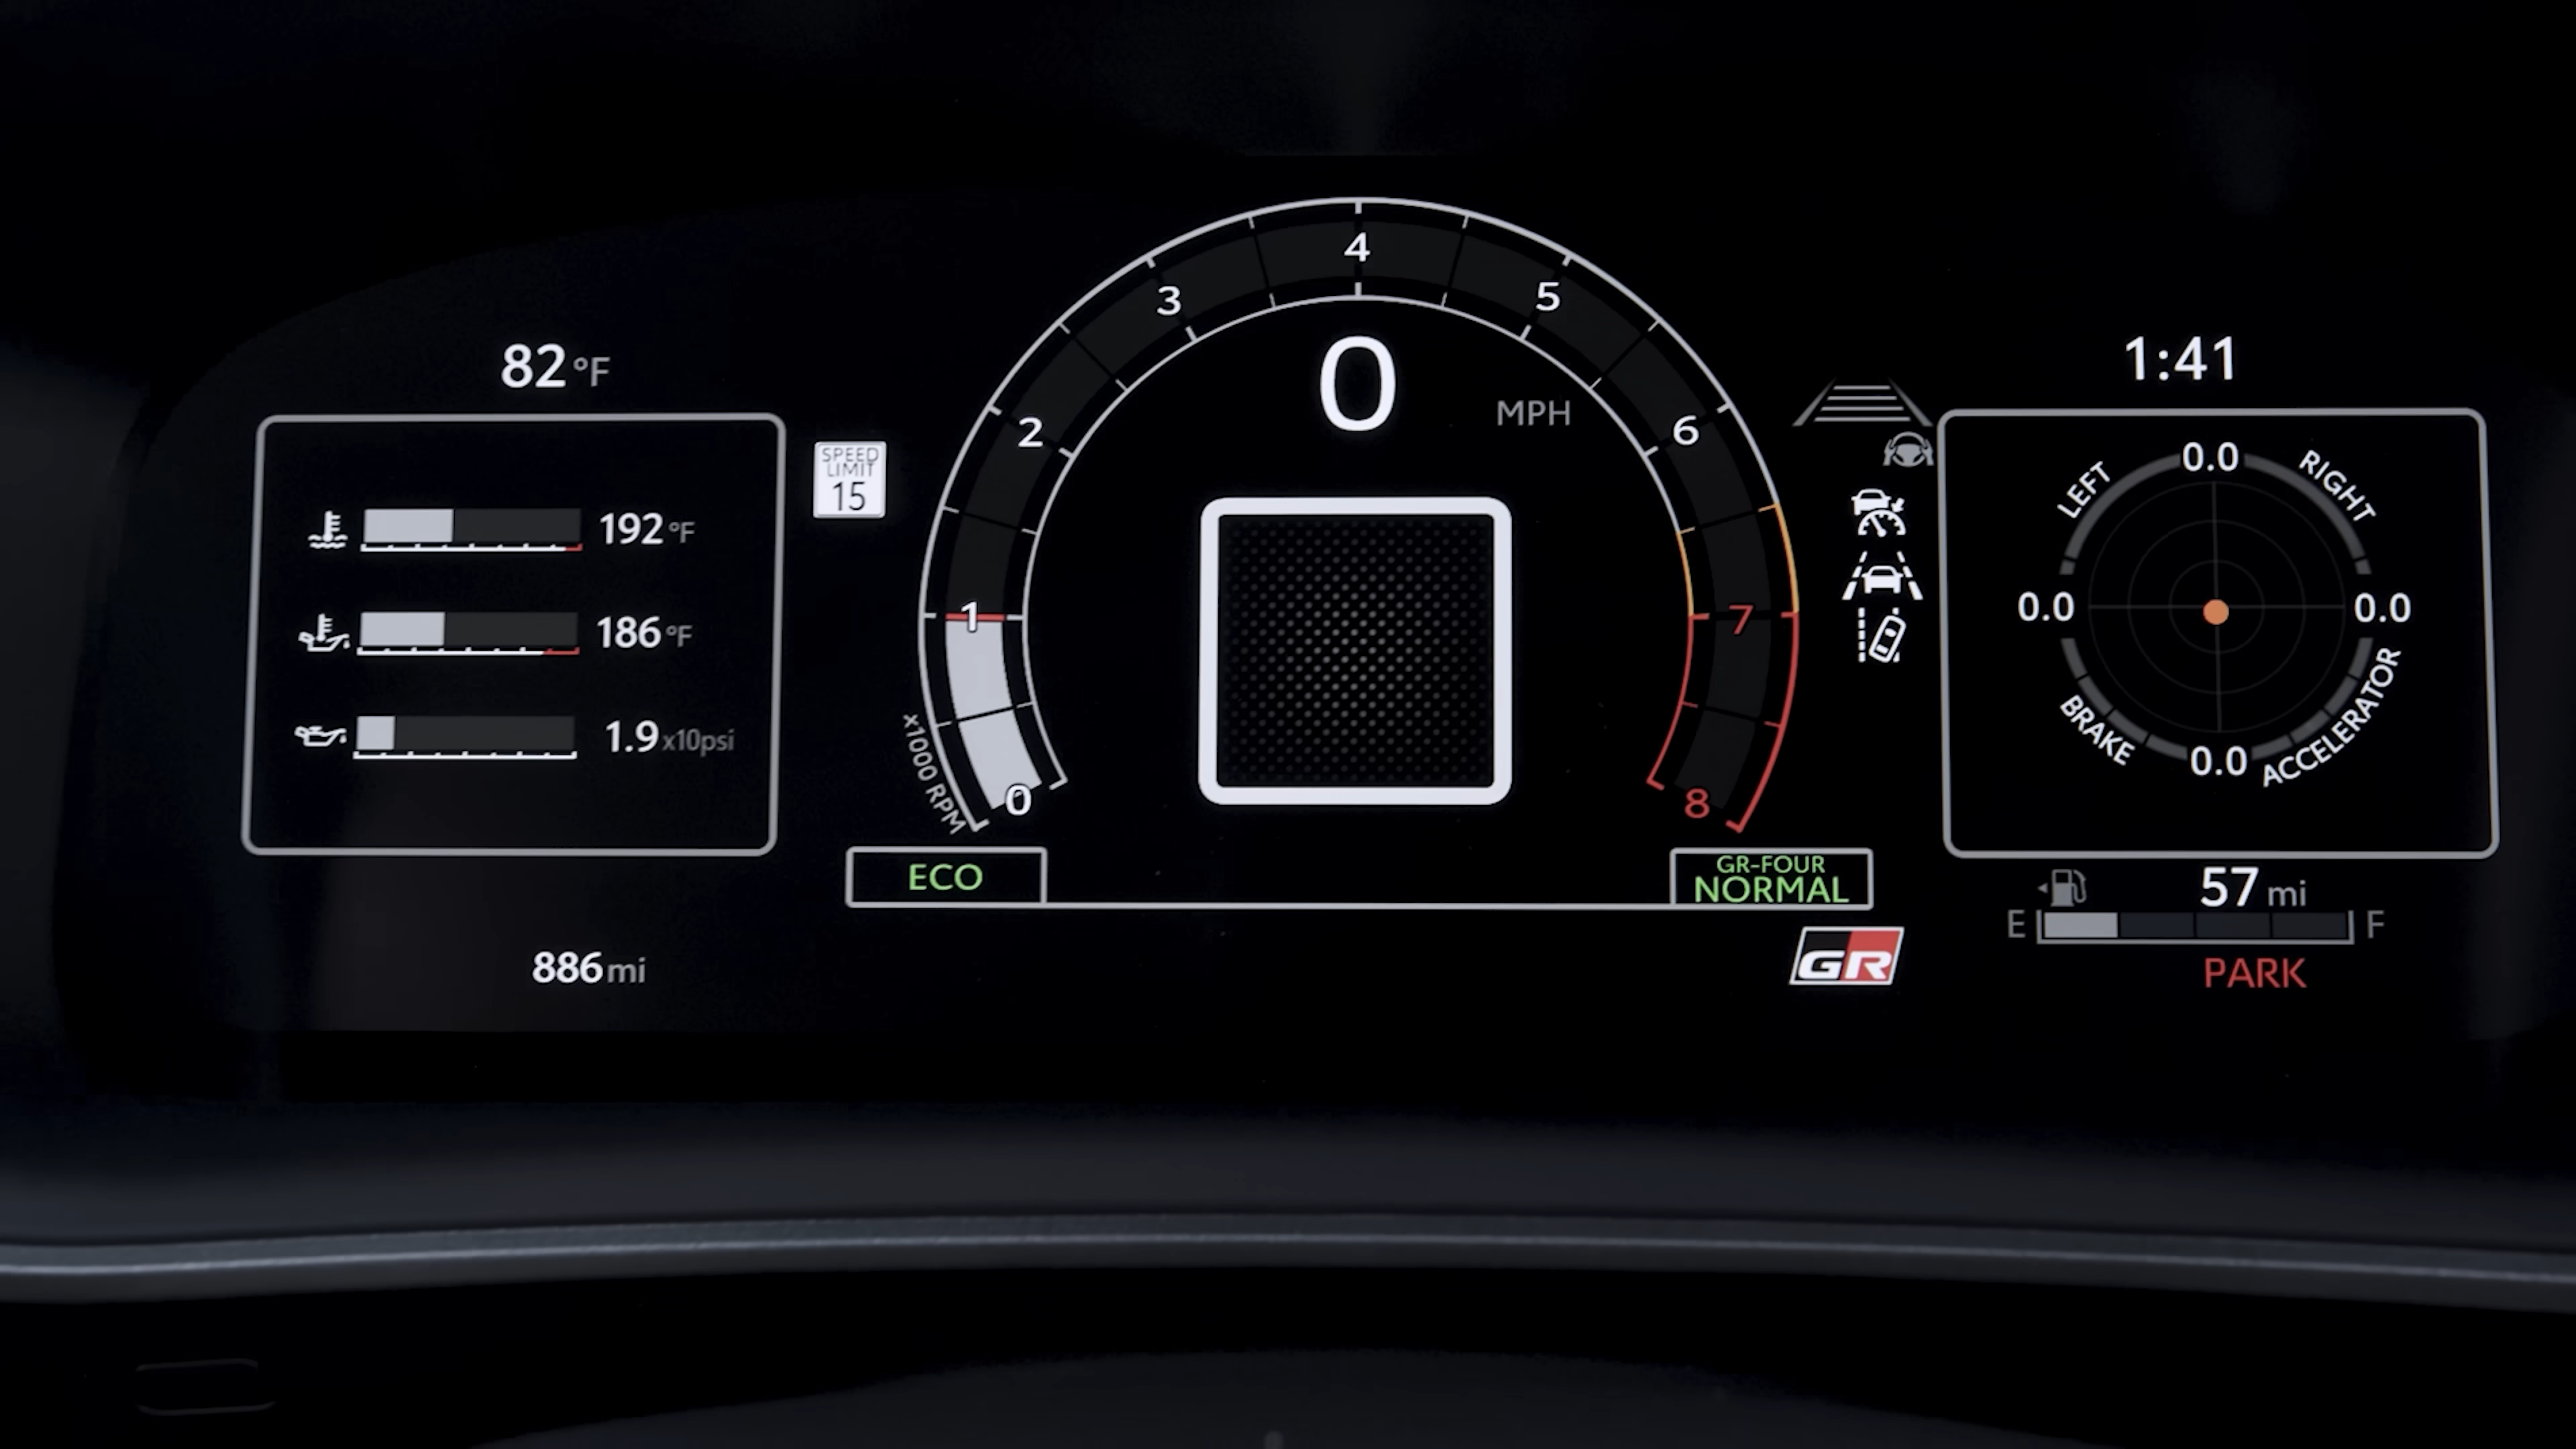 82°F
192°F
186°F
1.9x10psi
886mi
SPEED
LIMIT
15
0
1
2
3
4
5
6
7
8
x1000 RPM
0
MPH
ECO
GR-FOUR
NORMAL
GR
1:41
LEFT
0.0
RIGHT
0.0
0.0
BRAKE
0.0
ACCELERATOR
57 mi
E
F
PARK